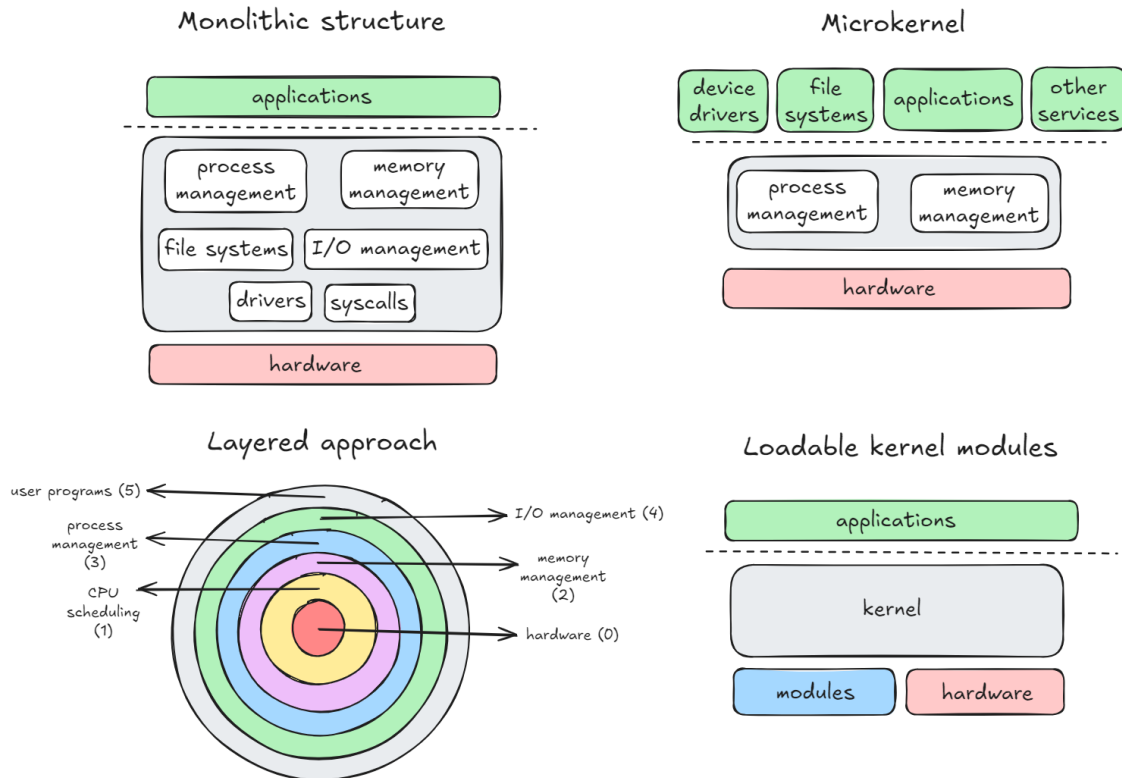 Monolithic structure
applications
process
management
memory
management
file systems
I/O management
drivers
syscalls
hardware
Microkernel
device
drivers
file
systems
applications
other
services
process
management
memory
management
hardware
Layered approach
user programs (5)
I/O management (4)
process
management
(3)
memory
management
(2)
CPU
scheduling
(1)
hardware (0)
Loadable kernel modules
applications
kernel
modules
hardware